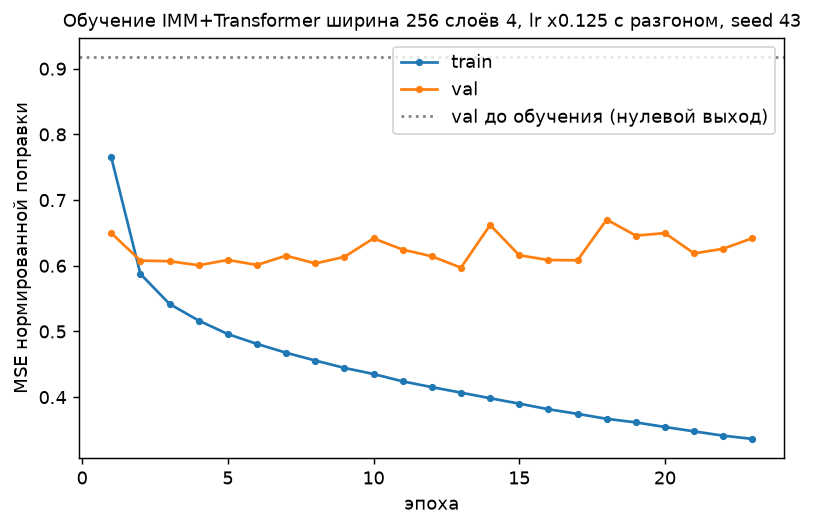 Обучение IMM+Transformer ширина 256 слоёв 4, lr x0.125 с разгоном, seed 43
train
val
val до обучения (нулевой выход)
MSE нормированной поправки
0.9
0.8
0.7
0.6
0.5
0.4
0
5
10
15
20
эпоха